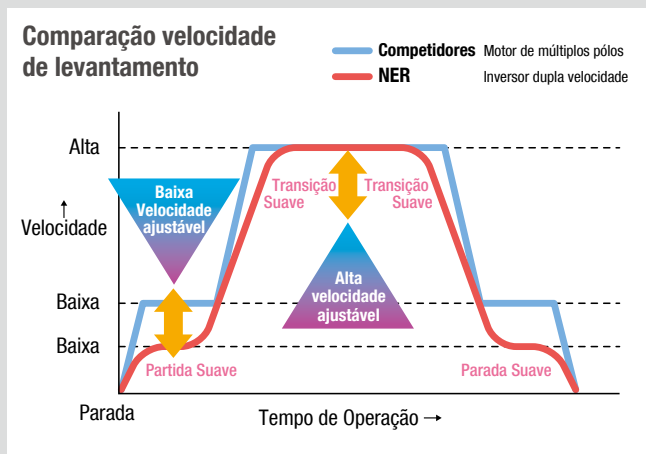 Comparação velocidade
de levantamento
Competidores Motor de múltiplos pólos
NER Inversor dupla velocidade
Alta
Transição
Suave
Transição
Suave
Baixa
Velocidade
ajustável
↑
Velocidade
Alta
velocidade
ajustável
Baixa
Baixa
Partida Suave
Parada Suave
Parada
Tempo de Operação →